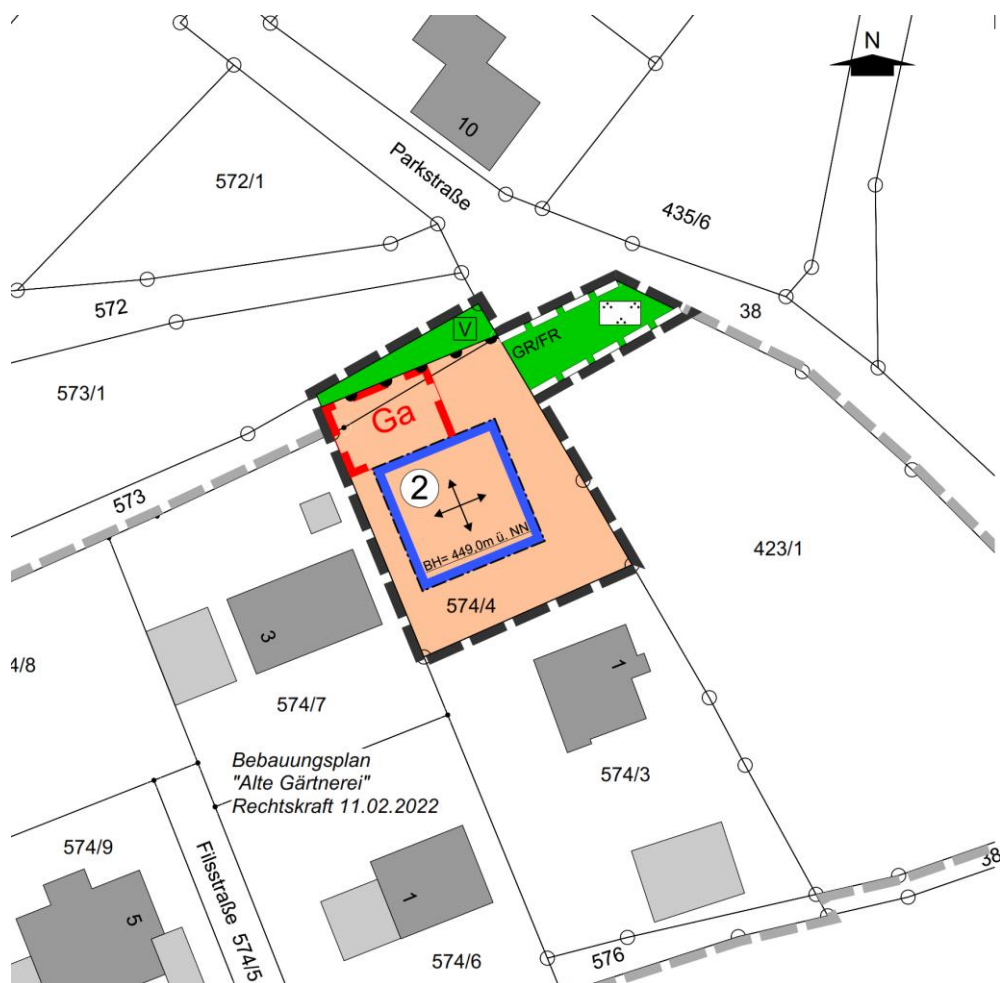 N
10
Parkstraße
572/1
435/6
572
38
V
GR/FR
573/1
Ga
2
573
BH= 449,0m ü. NN
423/1
574/4
3
4/8
1
574/7
574/3
Bebauungsplan
"Alte Gärtnerei"
Rechtskraft 11.02.2022
574/9
38
Filsstraße 574/5
1
5
576
574/6